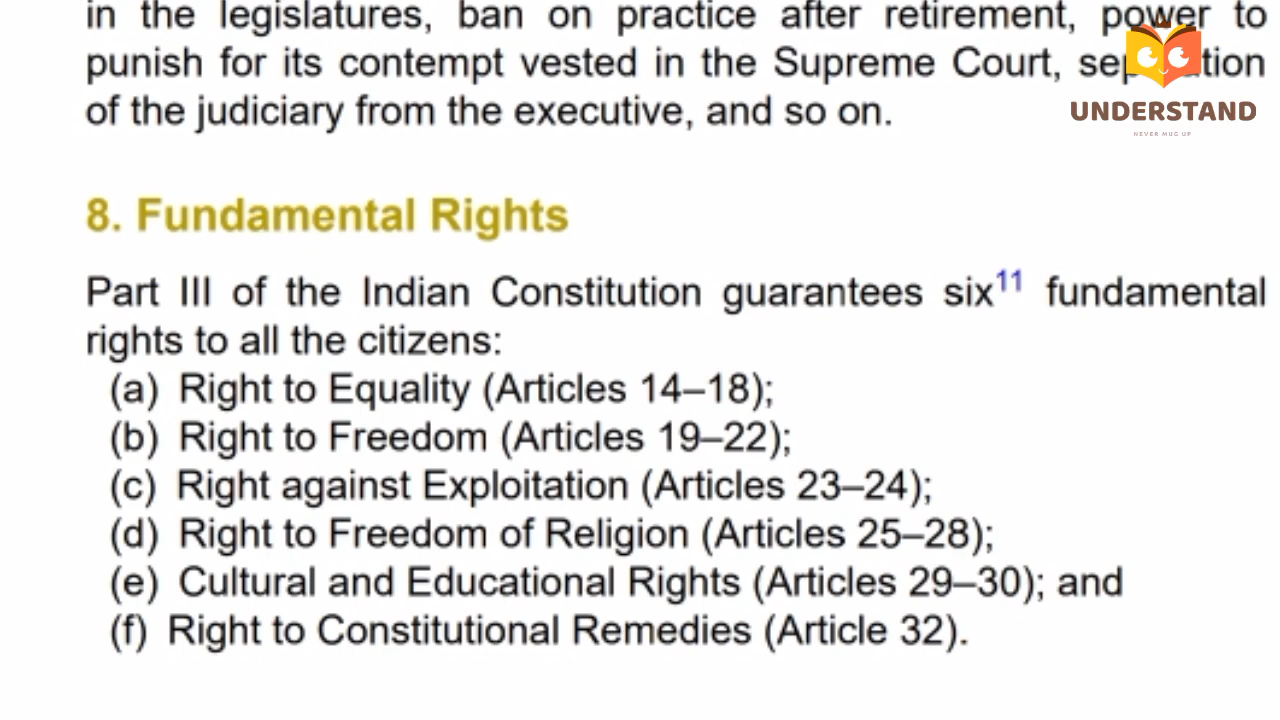 in the legislatures, ban on practice after retirement, power to
punish for its contempt vested in the Supreme Court,
of the judiciary from the executive, and so on.
UNDERSTAND
NEVER MUG UP
8. Fundamental Rights
Part III of the Indian Constitution guarantees six11 fundamental
rights to all the citizens:
(a) Right to Equality (Articles 14–18);
(b) Right to Freedom (Articles 19–22);
(c) Right against Exploitation (Articles 23–24);
(d) Right to Freedom of Religion (Articles 25–28);
(e) Cultural and Educational Rights (Articles 29–30); and
(f) Right to Constitutional Remedies (Article 32).